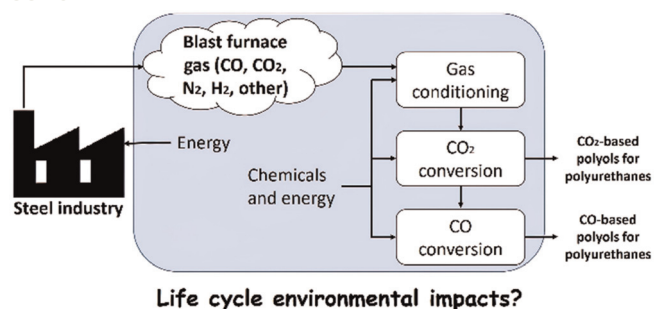 Blast furnace
gas (CO, CO₂,
N₂, H₂, other)
Gas
conditioning
Energy
CO₂
conversion
CO₂-based
polyols for
polyurethanes
Chemicals
and energy
Steel industry
CO
conversion
CO-based
polyols for
polyurethanes
Life cycle environmental impacts?